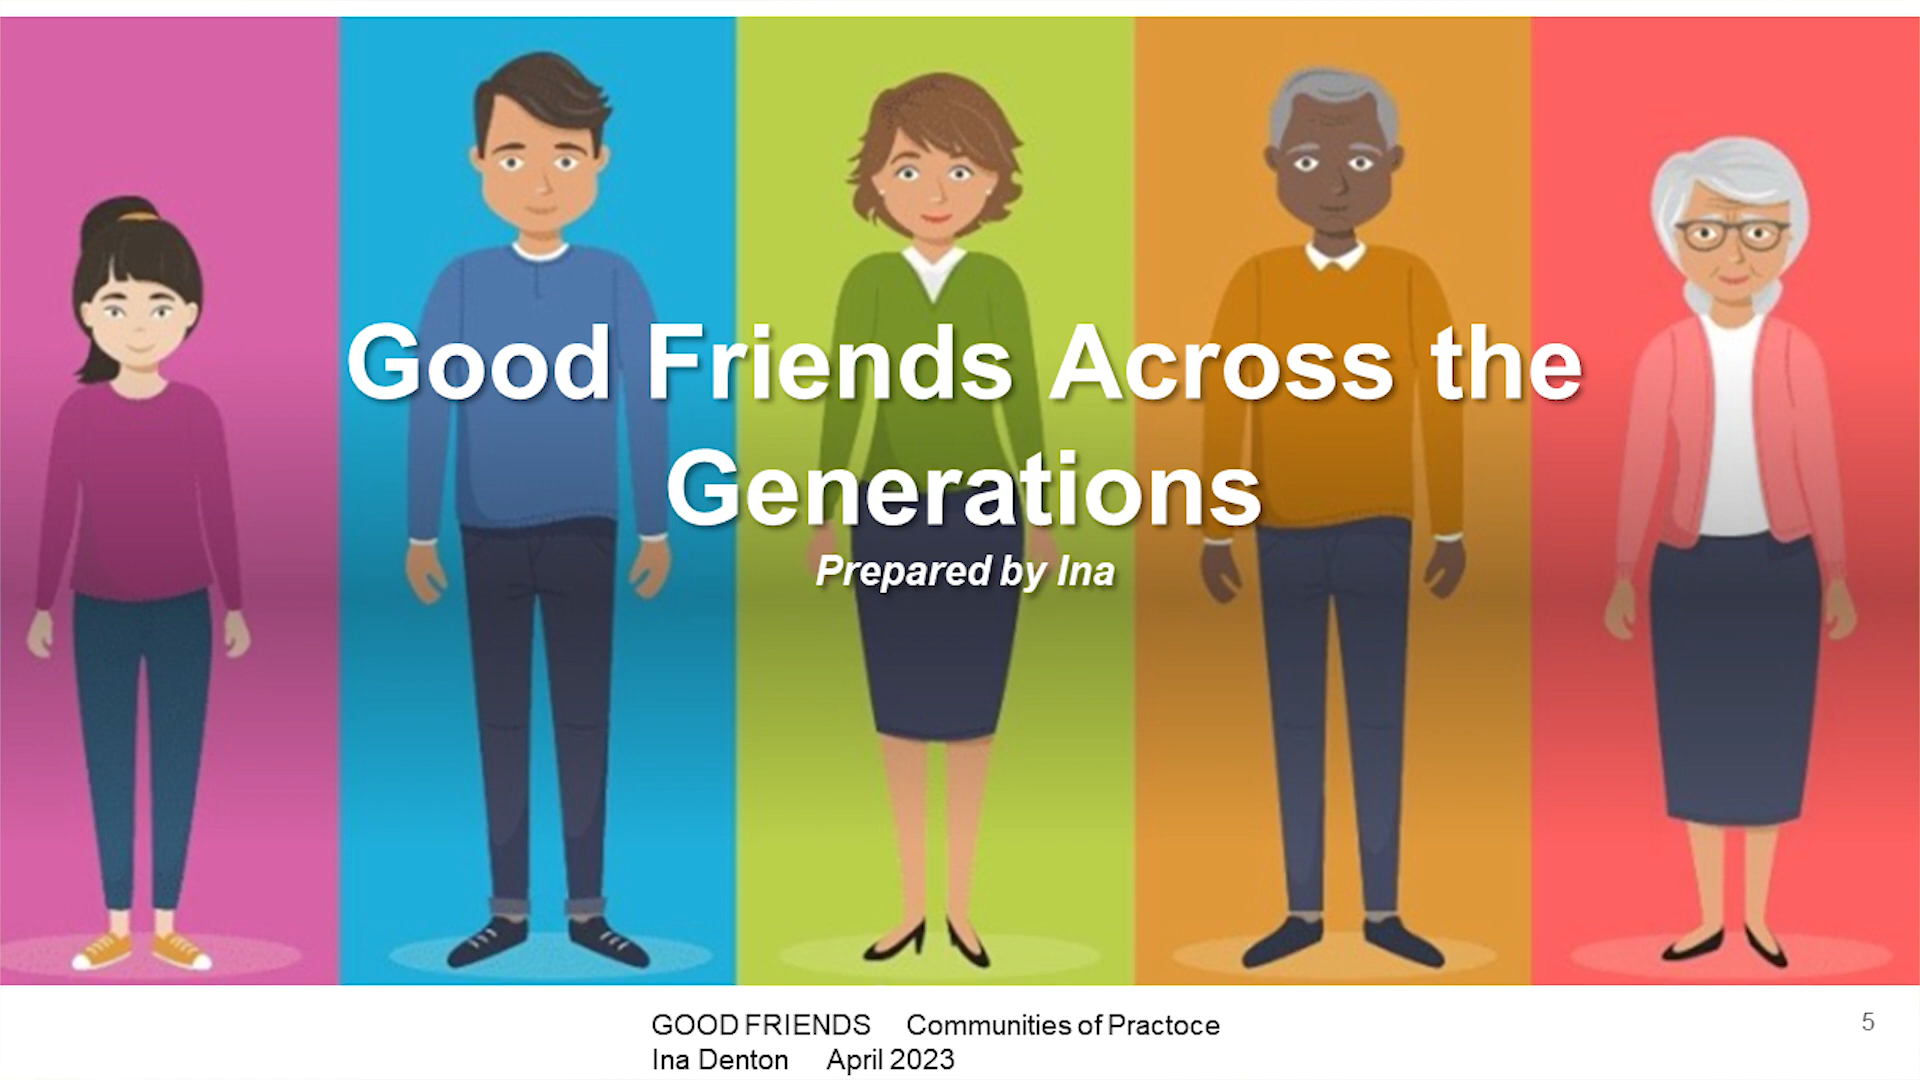 Good Friends Across the
Generations
Prepared by Ina
GOOD FRIENDS Communities of Practoce
Ina Denton April 2023
5